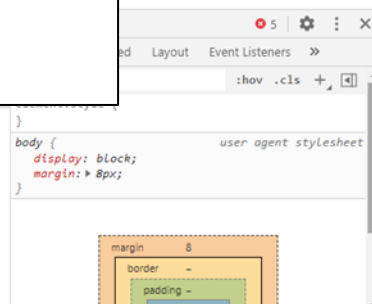 5
ed Layout Event Listeners »
:hov .cls +
}
body { user agent stylesheet
display: block;
margin: 8px;
}
margin 8
border –
padding –